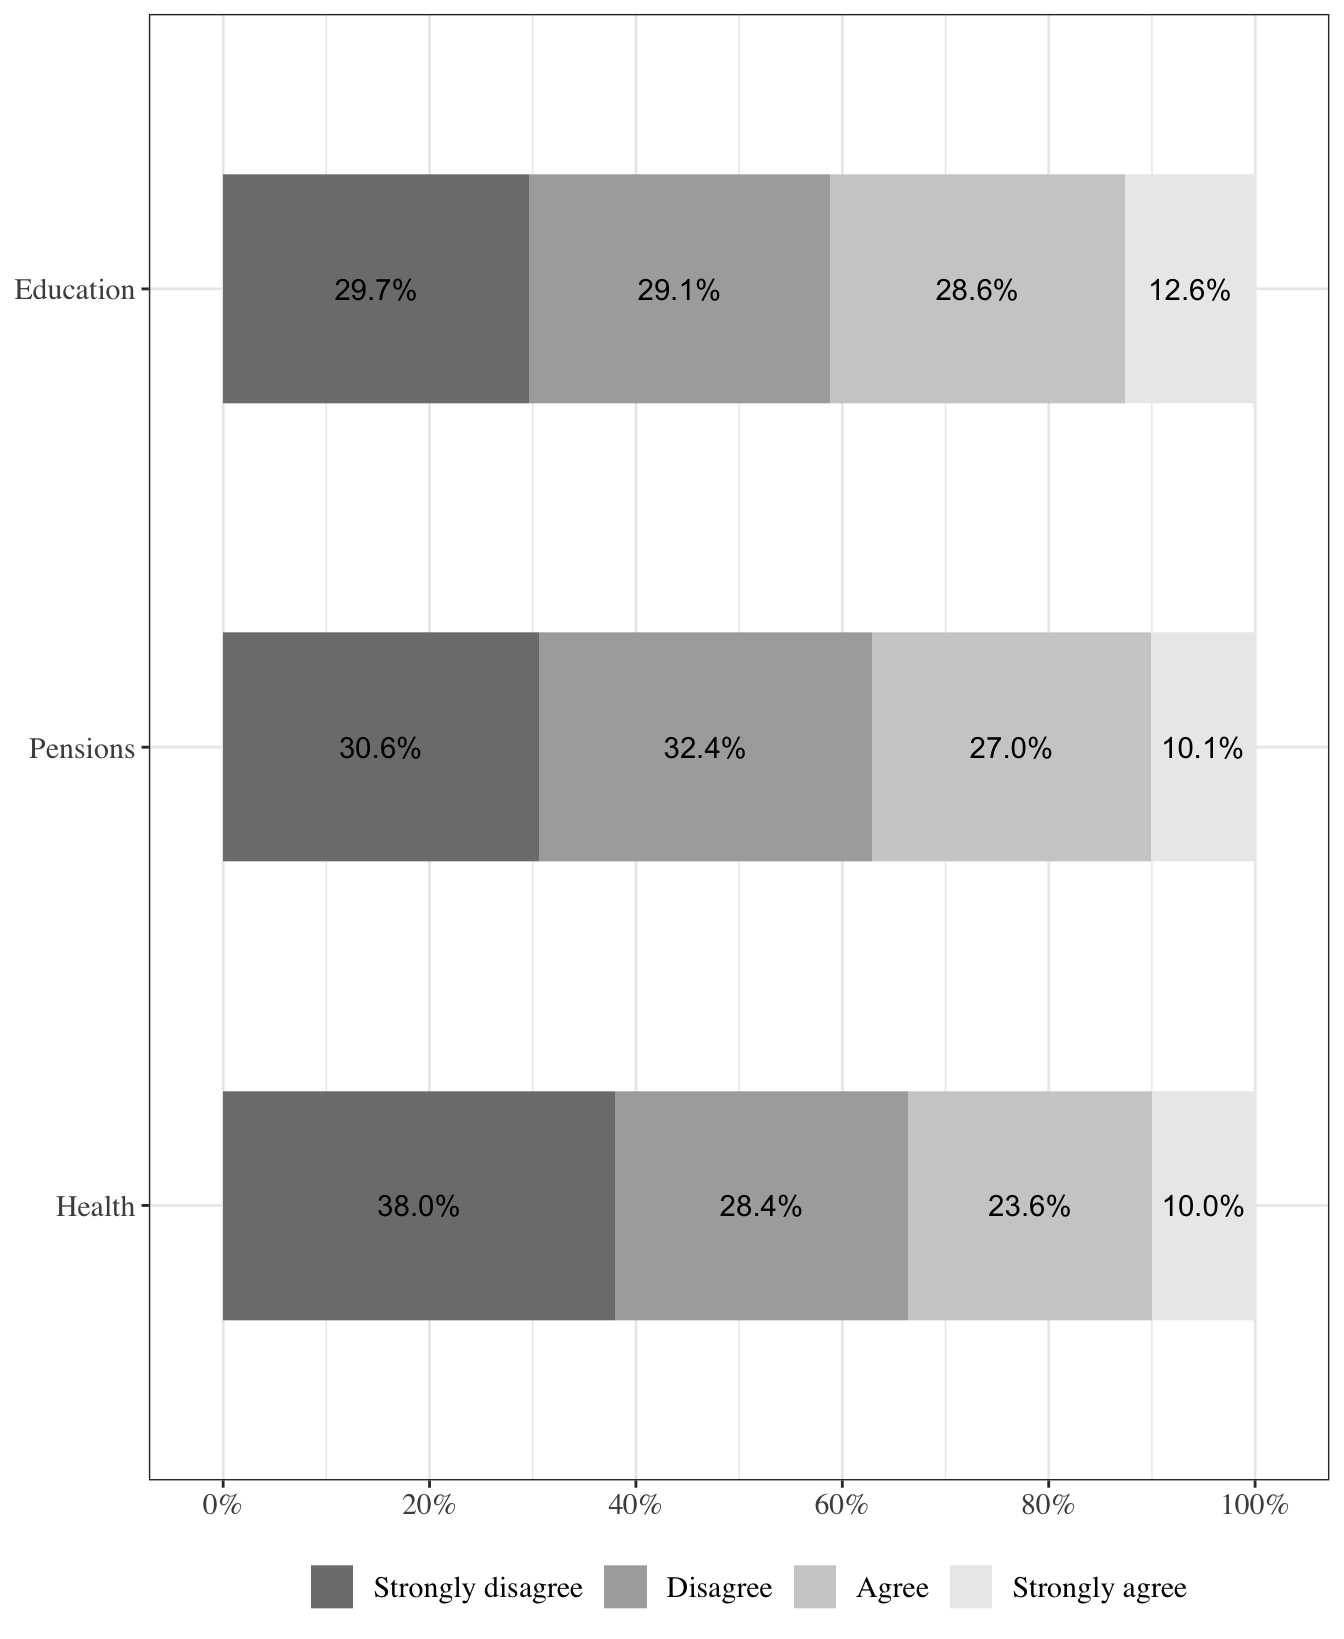 Education 29.7% 29.1% 28.6% 12.6%
Pensions 30.6% 32.4% 27.0% 10.1%
Health 38.0% 28.4% 23.6% 10.0%
0% 20% 40% 60% 80% 100%
Strongly disagree Disagree Agree Strongly agree